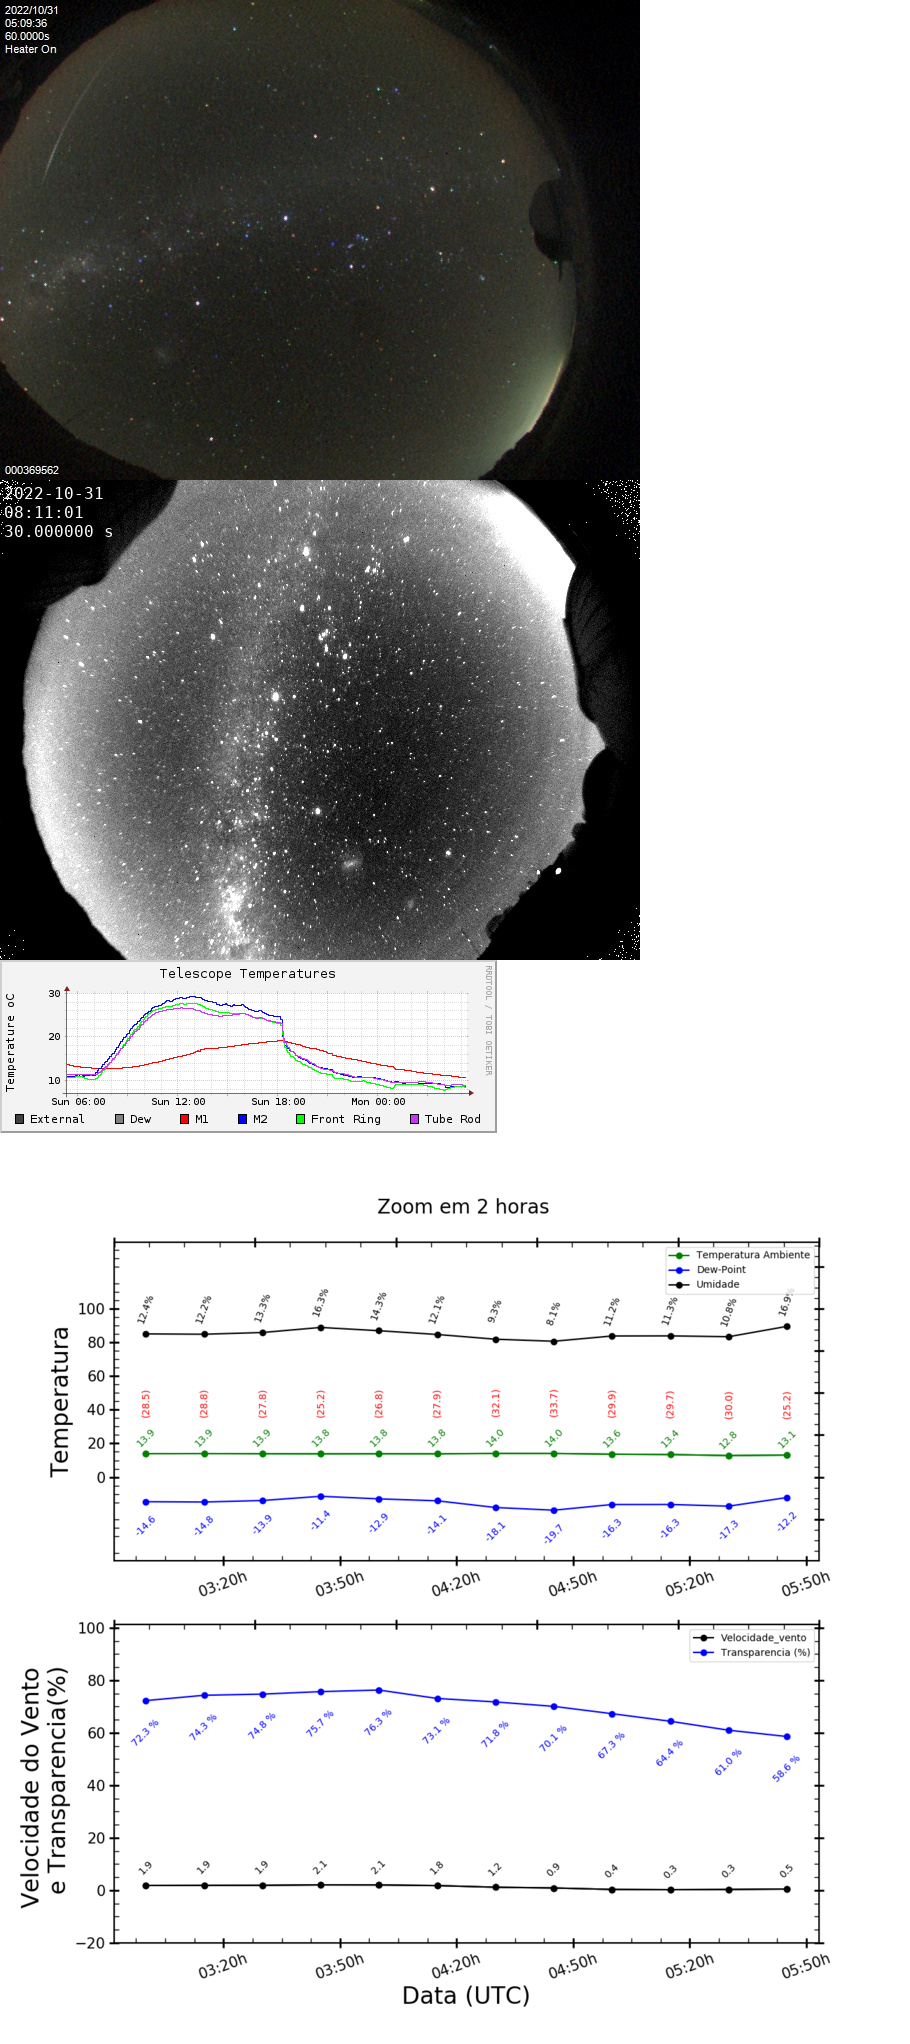 2022/10/31
05:09:36
60.0000s
Heater On
000369562
2022-10-31
08:11:01
30.000000 s
Telescope Temperatures
RRDTOOL / TOBI OETIKER
Temperature oC
30
20
10
Sun 06:00 Sun 12:00 Sun 18:00 Mon 00:00
External Dew M1 M2 Front Ring Tube Rod
Zoom em 2 horas
Temperatura Ambiente
Dew-Point
Umidade
Temperatura
100
80
60
40
20
0
12.4% 12.2% 13.3% 16.3% 14.3% 12.1% 9.3% 8.1% 11.2% 11.3% 10.8% 16.9%
(28.5) (28.8) (27.8) (25.2) (26.8) (27.9) (32.1) (33.7) (29.9) (29.7) (30.0) (25.2)
13.9 13.9 13.9 13.8 13.8 13.8 14.0 14.0 13.6 13.4 12.8 13.1
-14.6 -14.8 -13.9 -11.4 -12.9 -14.1 -18.1 -19.7 -16.3 -16.3 -17.3 -12.2
03:20h 03:50h 04:20h 04:50h 05:20h 05:50h
Velocidade_vento
Transparencia (%)
Velocidade do Vento
e Transparencia(%)
100
80
60
40
20
0
−20
72.3 % 74.3 % 74.8 % 75.7 % 76.3 % 73.1 % 71.8 % 70.1 % 67.3 % 64.4 % 61.0 % 58.6 %
1.9 1.9 1.9 2.1 2.1 1.8 1.2 0.9 0.4 0.3 0.3 0.5
03:20h 03:50h 04:20h 04:50h 05:20h 05:50h
Data (UTC)